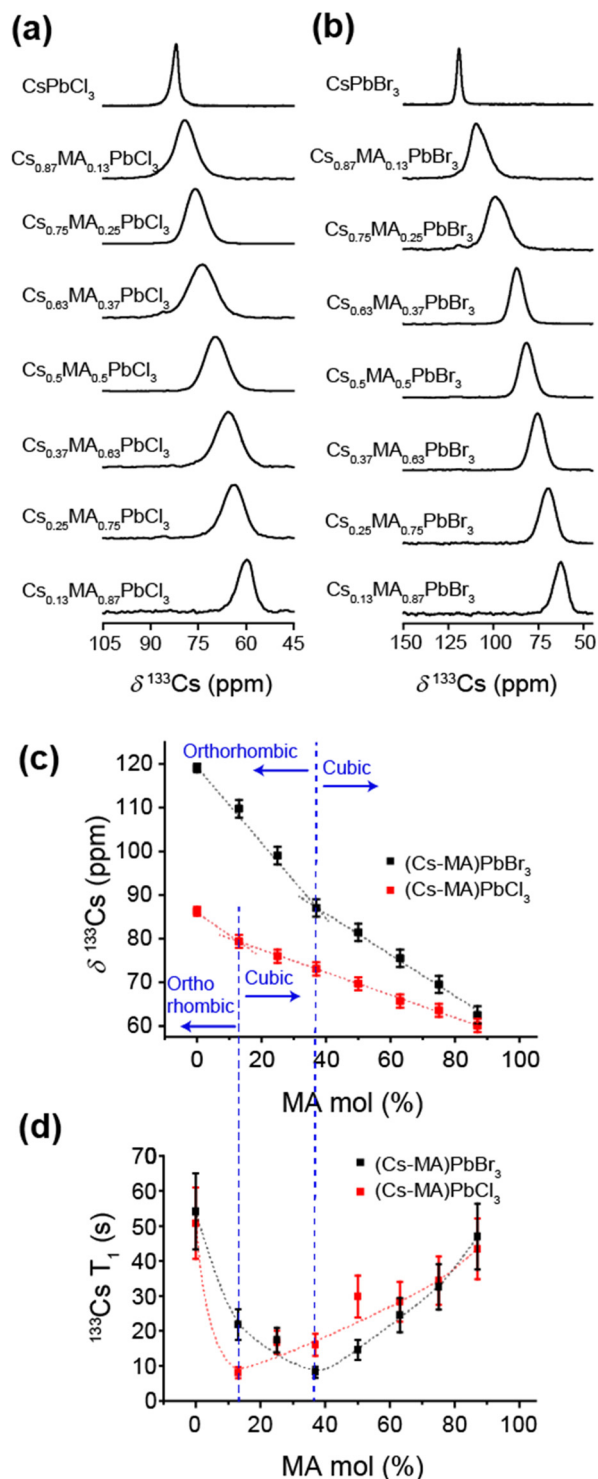 (a)
CsPbCl₃
Cs₀.₈₇MA₀.₁₃PbCl₃
Cs₀.₇₅MA₀.₂₅PbCl₃
Cs₀.₆₃MA₀.₃₇PbCl₃
Cs₀.₅MA₀.₅PbCl₃
Cs₀.₃₇MA₀.₆₃PbCl₃
Cs₀.₂₅MA₀.₇₅PbCl₃
Cs₀.₁₃MA₀.₈₇PbCl₃
105 90 75 60 45
δ ¹³³Cs (ppm)
(b)
CsPbBr₃
Cs₀.₈₇MA₀.₁₃PbBr₃
Cs₀.₇₅MA₀.₂₅PbBr₃
Cs₀.₆₃MA₀.₃₇PbBr₃
Cs₀.₅MA₀.₅PbBr₃
Cs₀.₃₇MA₀.₆₃PbBr₃
Cs₀.₂₅MA₀.₇₅PbBr₃
Cs₀.₁₃MA₀.₈₇PbBr₃
150 125 100 75 50
δ ¹³³Cs (ppm)
(c)
δ ¹³³Cs (ppm)
120
110
100
90
80
70
60
Orthorhombic
Cubic
(Cs-MA)PbBr₃
(Cs-MA)PbCl₃
Ortho
rhombic
Cubic
0 20 40 60 80 100
MA mol (%)
(d)
¹³³Cs T₁ (s)
70
60
50
40
30
20
10
0
(Cs-MA)PbBr₃
(Cs-MA)PbCl₃
0 20 40 60 80 100
MA mol (%)